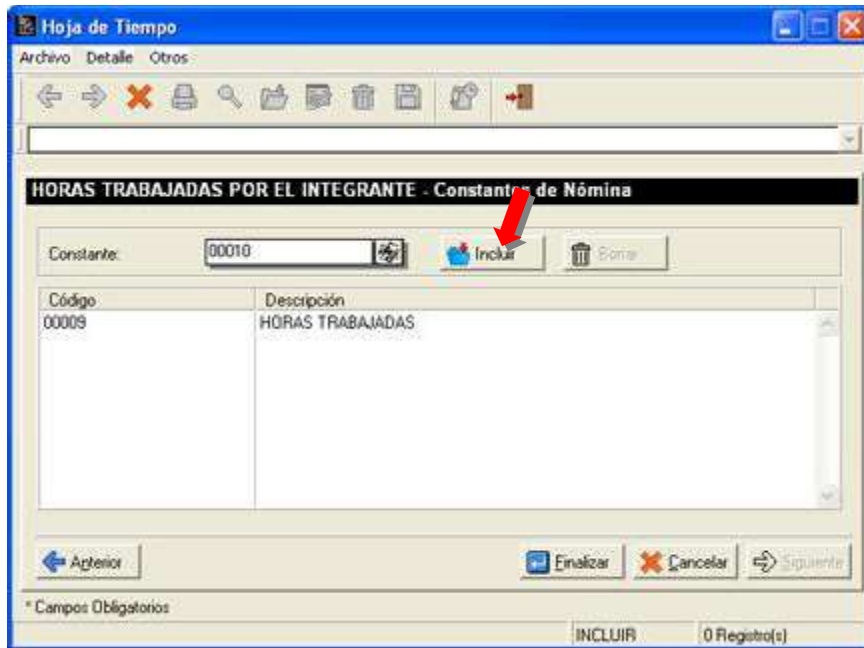 Hoja de Tiempo
Archivo Detalle Otros
HORAS TRABAJADAS POR EL INTEGRANTE - Constantes de Nómina
Constante: 00010 Incluir Borrar
Código Descripción
00009 HORAS TRABAJADAS
Anterior Finalizar Cancelar Siguiente
* Campos Obligatorios
INCLUIR 0 Registro(s)